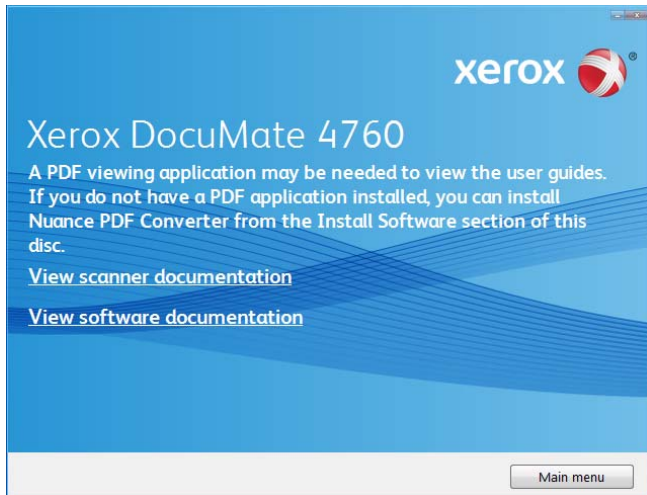 xerox ®
Xerox DocuMate 4760
A PDF viewing application may be needed to view the user guides.
If you do not have a PDF application installed, you can install
Nuance PDF Converter from the Install Software section of this
disc.
View scanner documentation
View software documentation
Main menu